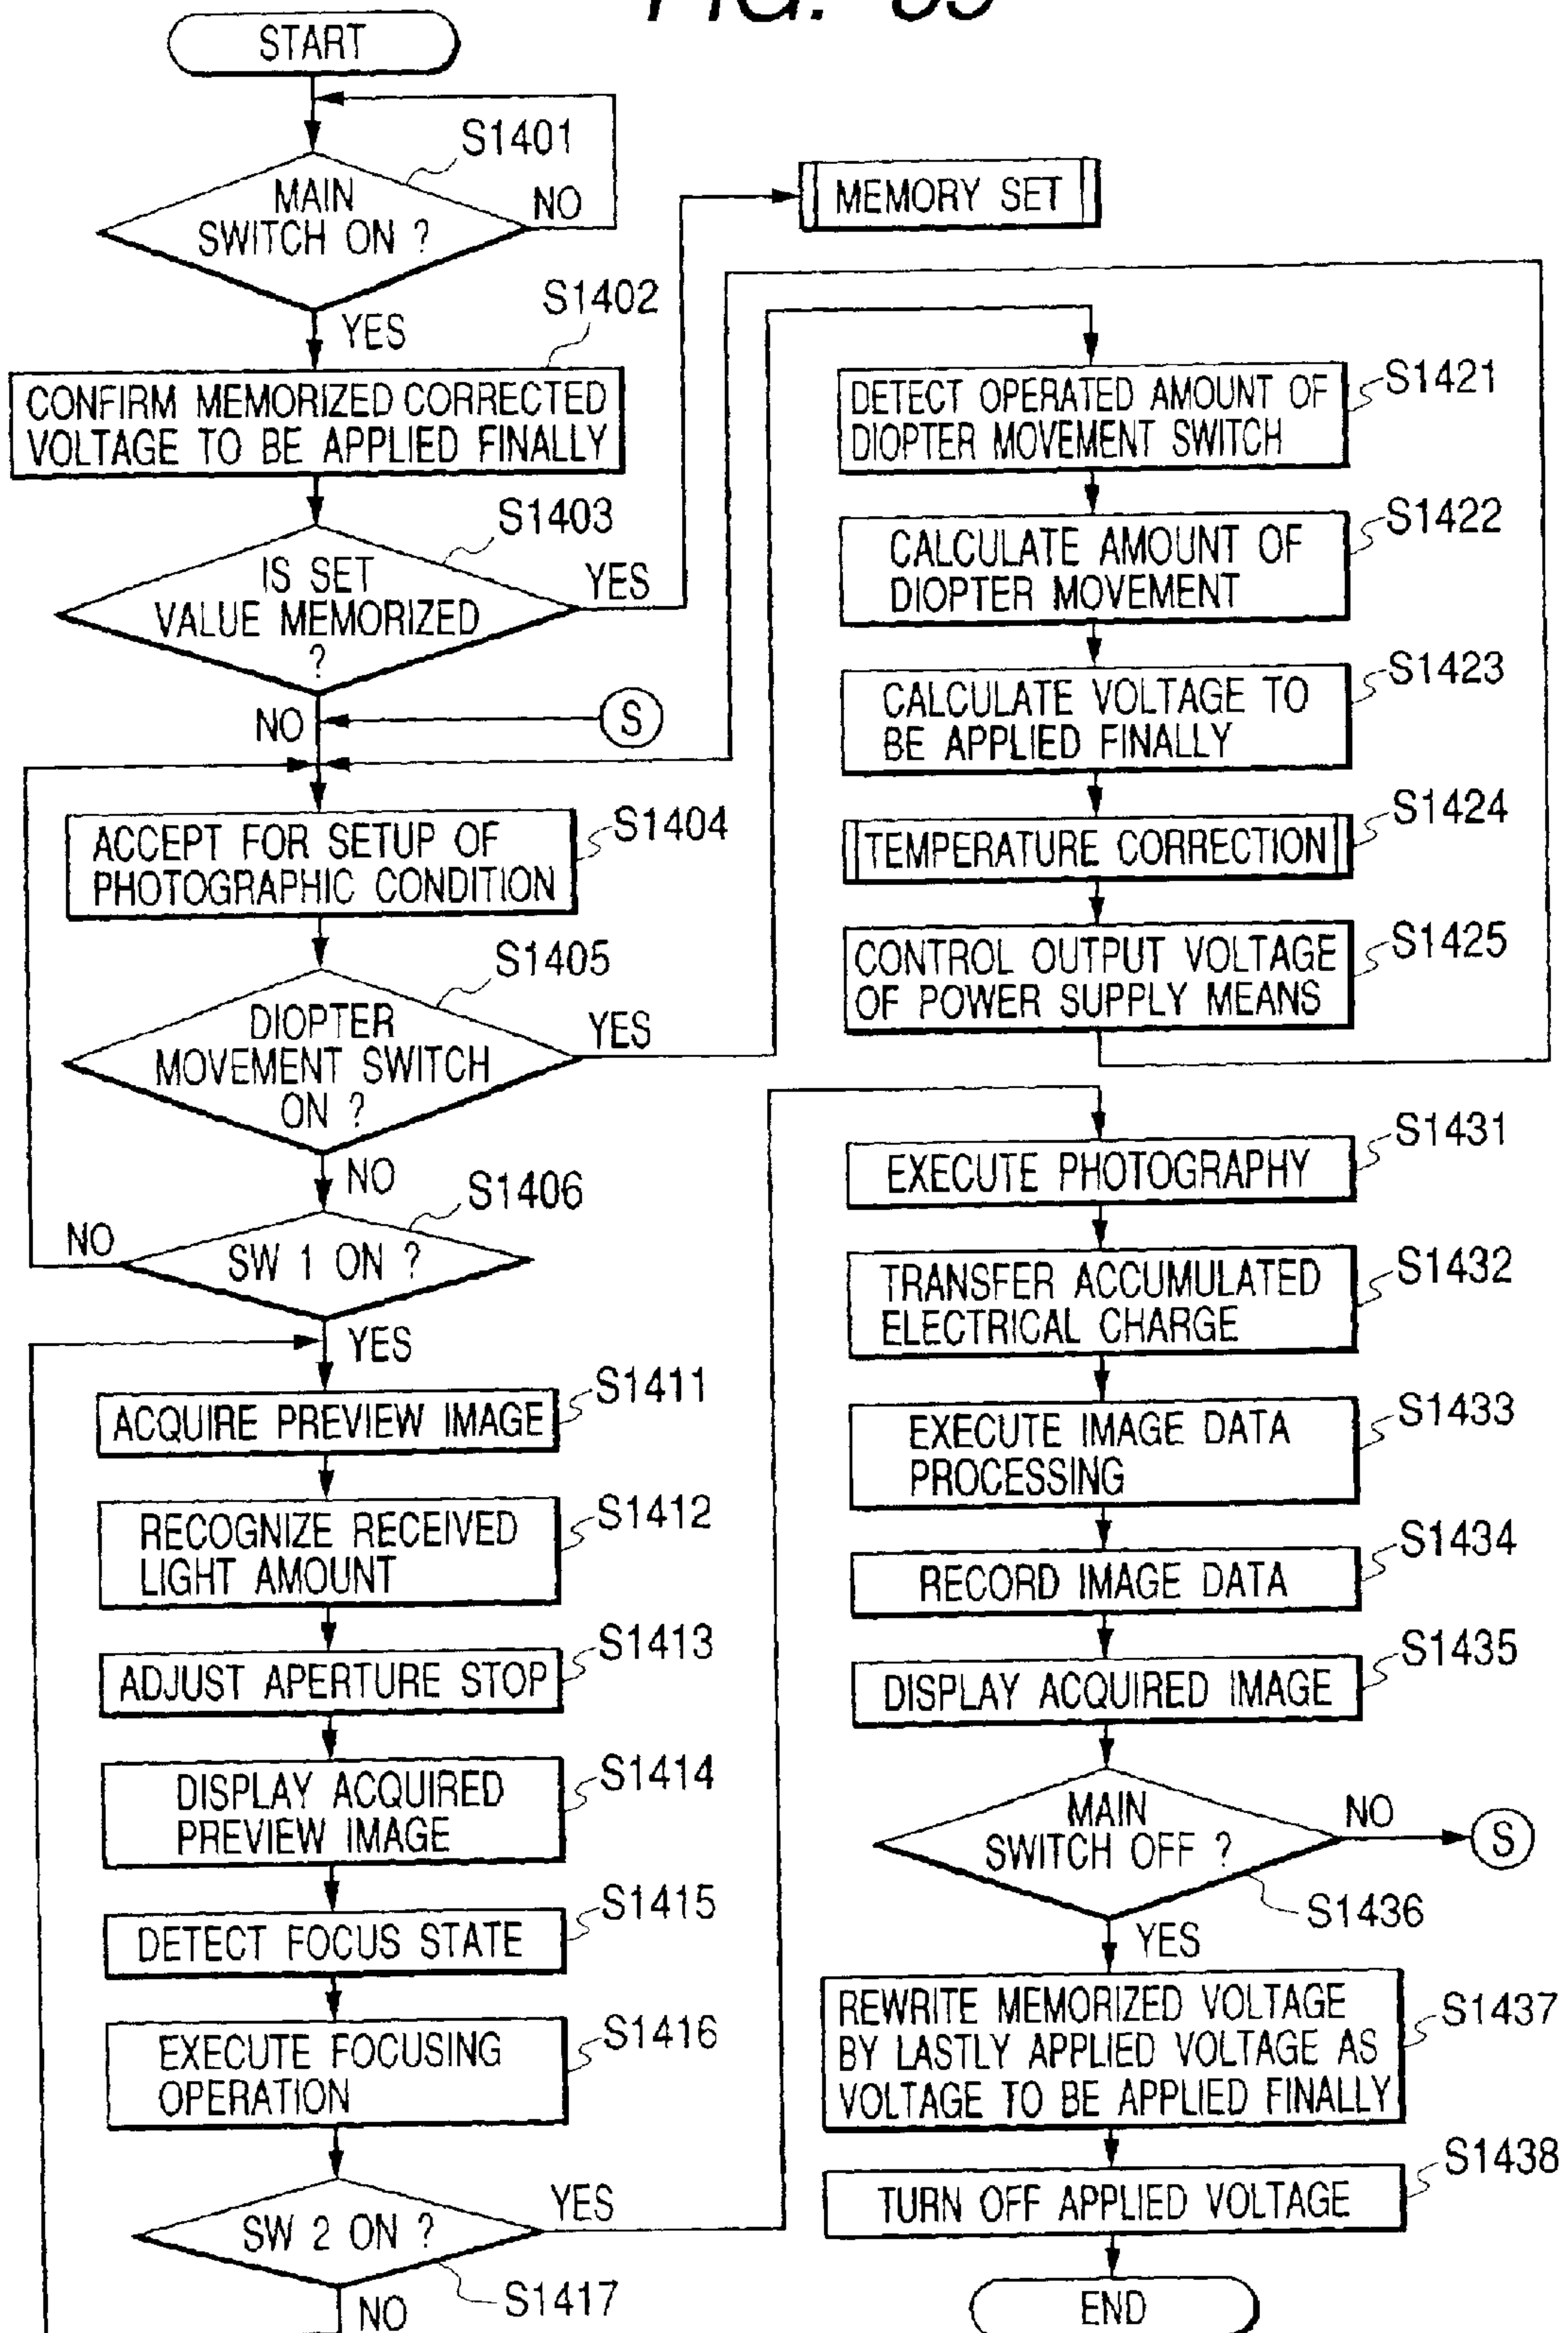 FIG.
START
S1401
MAIN
SWITCH ON ?
NO
YES
S1402
CONFIRM MEMORIZED CORRECTED
VOLTAGE TO BE APPLIED FINALLY
S1403
IS SET
VALUE MEMORIZED
?
YES
MEMORY SET
NO
S
ACCEPT FOR SETUP OF
PHOTOGRAPHIC CONDITION
S1404
S1405
DIOPTER
MOVEMENT SWITCH
ON ?
YES
NO
S1406
SW 1 ON ?
NO
YES
ACQUIRE PREVIEW IMAGE
S1411
RECOGNIZE RECEIVED
LIGHT AMOUNT
S1412
ADJUST APERTURE STOP
S1413
DISPLAY ACQUIRED
PREVIEW IMAGE
S1414
DETECT FOCUS STATE
S1415
EXECUTE FOCUSING
OPERATION
S1416
SW 2 ON ?
YES
S1417
NO
DETECT OPERATED AMOUNT OF
DIOPTER MOVEMENT SWITCH
S1421
CALCULATE AMOUNT OF
DIOPTER MOVEMENT
S1422
CALCULATE VOLTAGE TO
BE APPLIED FINALLY
S1423
TEMPERATURE CORRECTION
S1424
CONTROL OUTPUT VOLTAGE
OF POWER SUPPLY MEANS
S1425
EXECUTE PHOTOGRAPHY
S1431
TRANSFER ACCUMULATED
ELECTRICAL CHARGE
S1432
EXECUTE IMAGE DATA
PROCESSING
S1433
RECORD IMAGE DATA
S1434
DISPLAY ACQUIRED IMAGE
S1435
MAIN
SWITCH OFF ?
NO
S
S1436
YES
REWRITE MEMORIZED VOLTAGE
BY LASTLY APPLIED VOLTAGE AS
VOLTAGE TO BE APPLIED FINALLY
S1437
TURN OFF APPLIED VOLTAGE
S1438
END